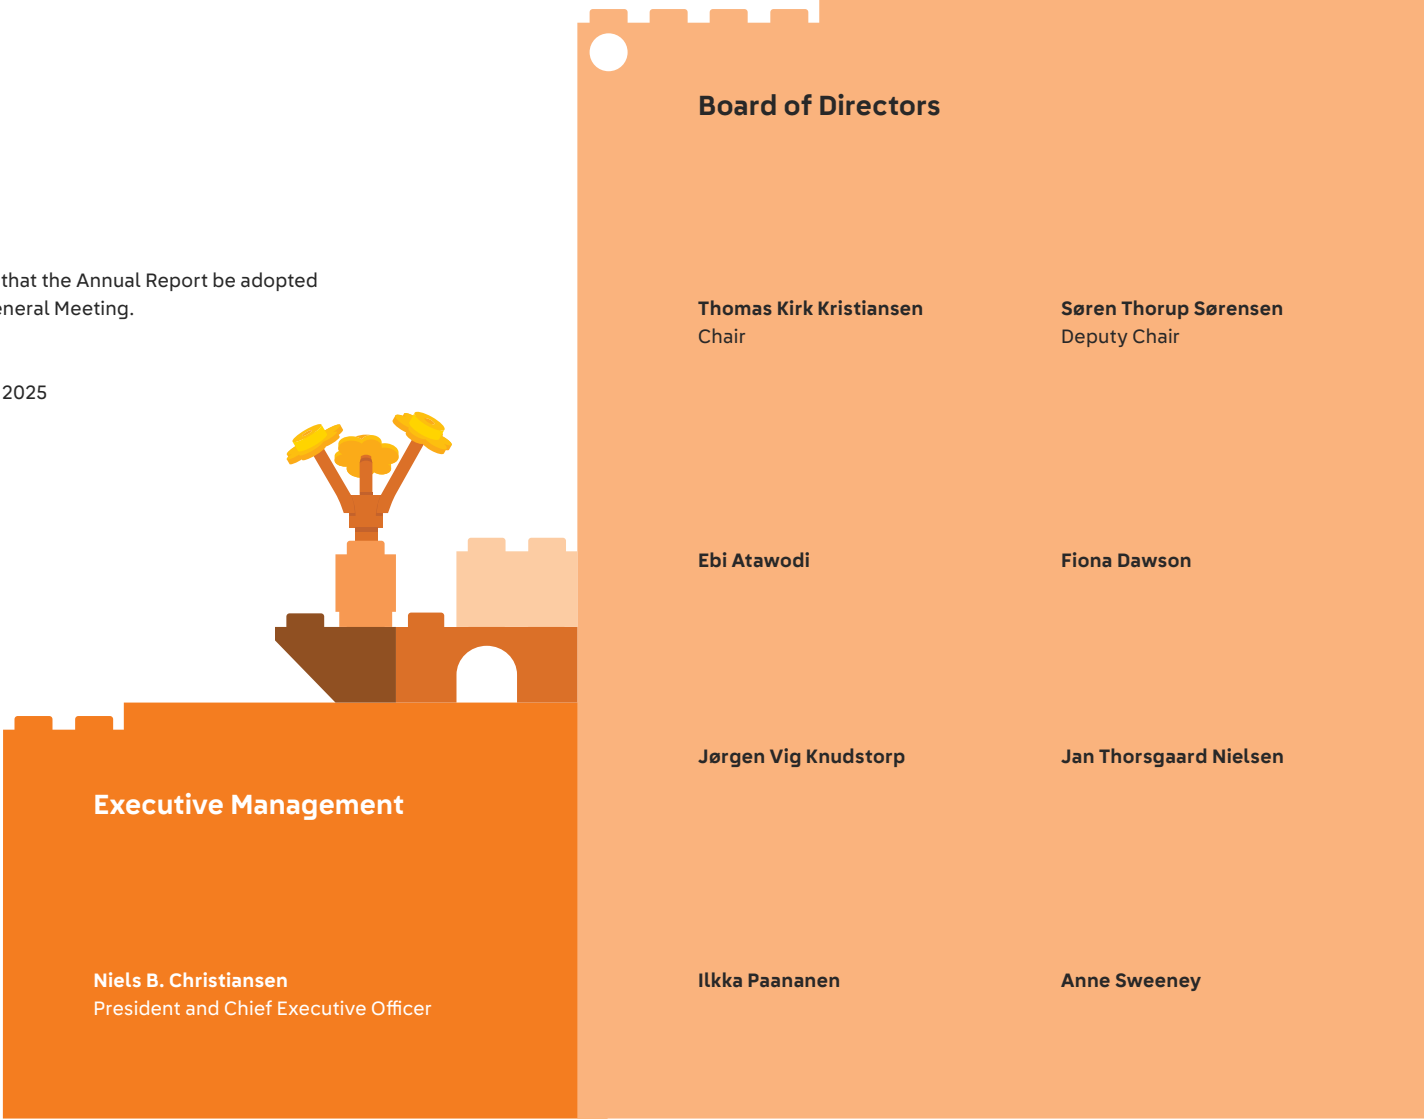 that the Annual Report be adopted
eneral Meeting.
2025
Executive Management
Niels B. Christiansen
President and Chief Executive Officer
Board of Directors
Thomas Kirk Kristiansen
Chair
Søren Thorup Sørensen
Deputy Chair
Ebi Atawodi
Fiona Dawson
Jørgen Vig Knudstorp
Jan Thorsgaard Nielsen
Ilkka Paananen
Anne Sweeney